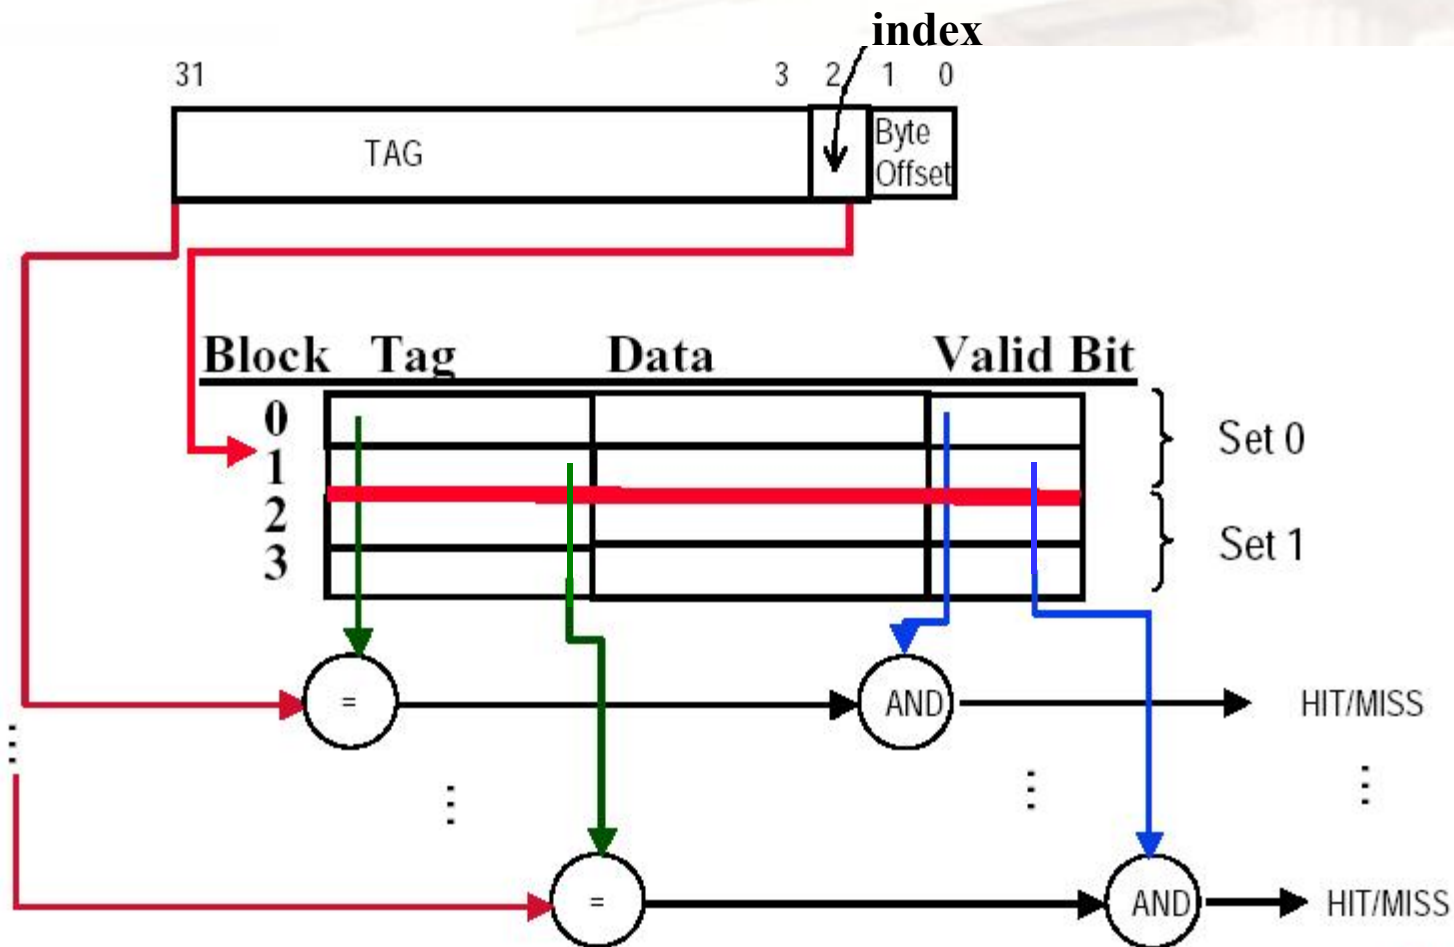 index
31 3 2 1 0
TAG
Byte
Offset
Block Tag Data Valid Bit
0
1
2
3
Set 0
Set 1
= AND HIT/MISS
= AND HIT/MISS